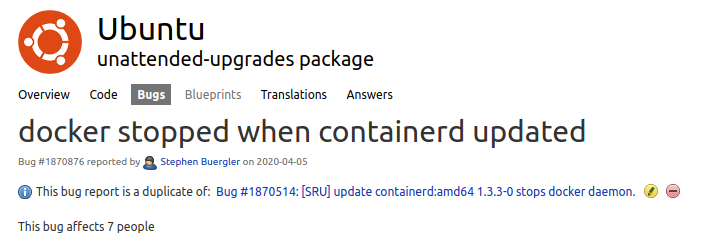 Ubuntu
unattended-upgrades package
Overview Code Bugs Blueprints Translations Answers
docker stopped when containerd updated
Bug #1870876 reported by Stephen Buergler on 2020-04-05
This bug report is a duplicate of: Bug #1870514: [SRU] update containerd:amd64 1.3.3-0 stops docker daemon.
This bug affects 7 people